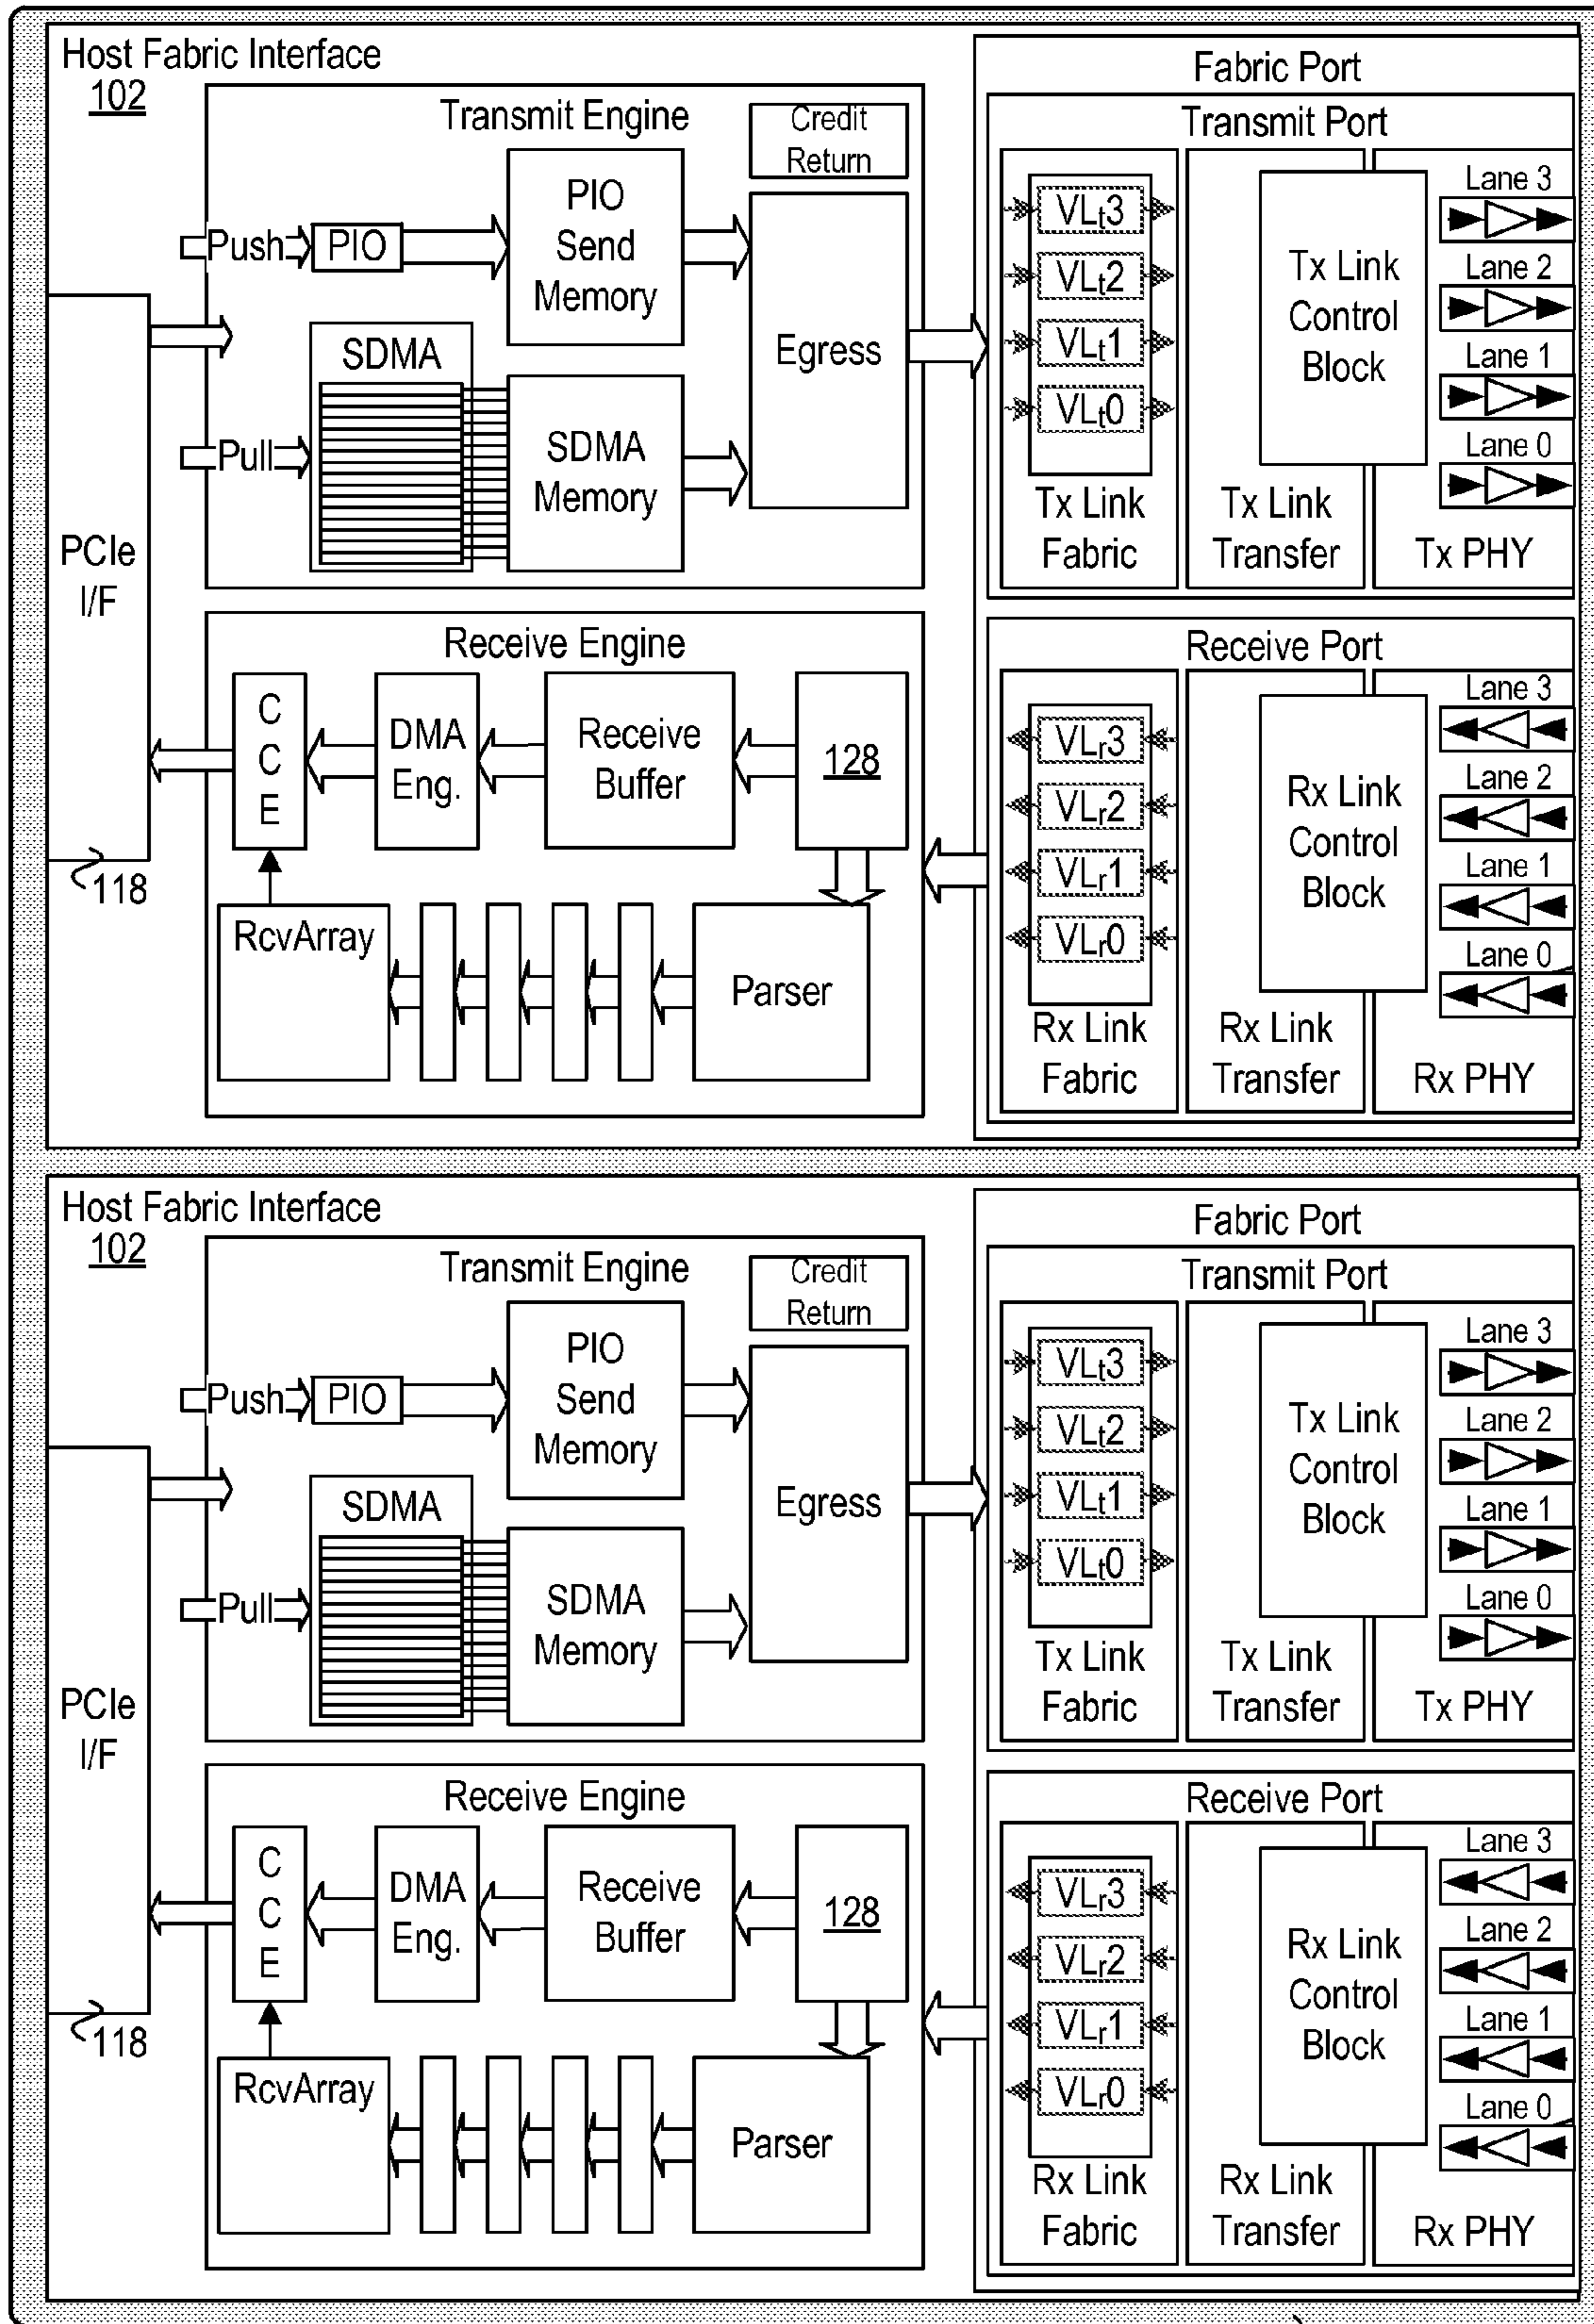 Host Fabric Interface
102
Transmit Engine
Credit
Return
Push
PIO
PIO
Send
Memory
Egress
SDMA
Pull
SDMA
Memory
PCIe
I/F
118
Receive Engine
C
C
E
DMA
Eng.
Receive
Buffer
128
RcvArray
Parser
Fabric Port
Transmit Port
VLt3
VLt2
VLt1
VLt0
Tx Link
Fabric
Tx Link
Control
Block
Tx Link
Transfer
Lane 3
Lane 2
Lane 1
Lane 0
Tx PHY
Receive Port
VLr3
VLr2
VLr1
VLr0
Rx Link
Fabric
Rx Link
Control
Block
Rx Link
Transfer
Lane 3
Lane 2
Lane 1
Lane 0
Rx PHY
Host Fabric Interface
102
Transmit Engine
Credit
Return
Push
PIO
PIO
Send
Memory
Egress
SDMA
Pull
SDMA
Memory
PCIe
I/F
118
Receive Engine
C
C
E
DMA
Eng.
Receive
Buffer
128
RcvArray
Parser
Fabric Port
Transmit Port
VLt3
VLt2
VLt1
VLt0
Tx Link
Fabric
Tx Link
Control
Block
Tx Link
Transfer
Lane 3
Lane 2
Lane 1
Lane 0
Tx PHY
Receive Port
VLr3
VLr2
VLr1
VLr0
Rx Link
Fabric
Rx Link
Control
Block
Rx Link
Transfer
Lane 3
Lane 2
Lane 1
Lane 0
Rx PHY